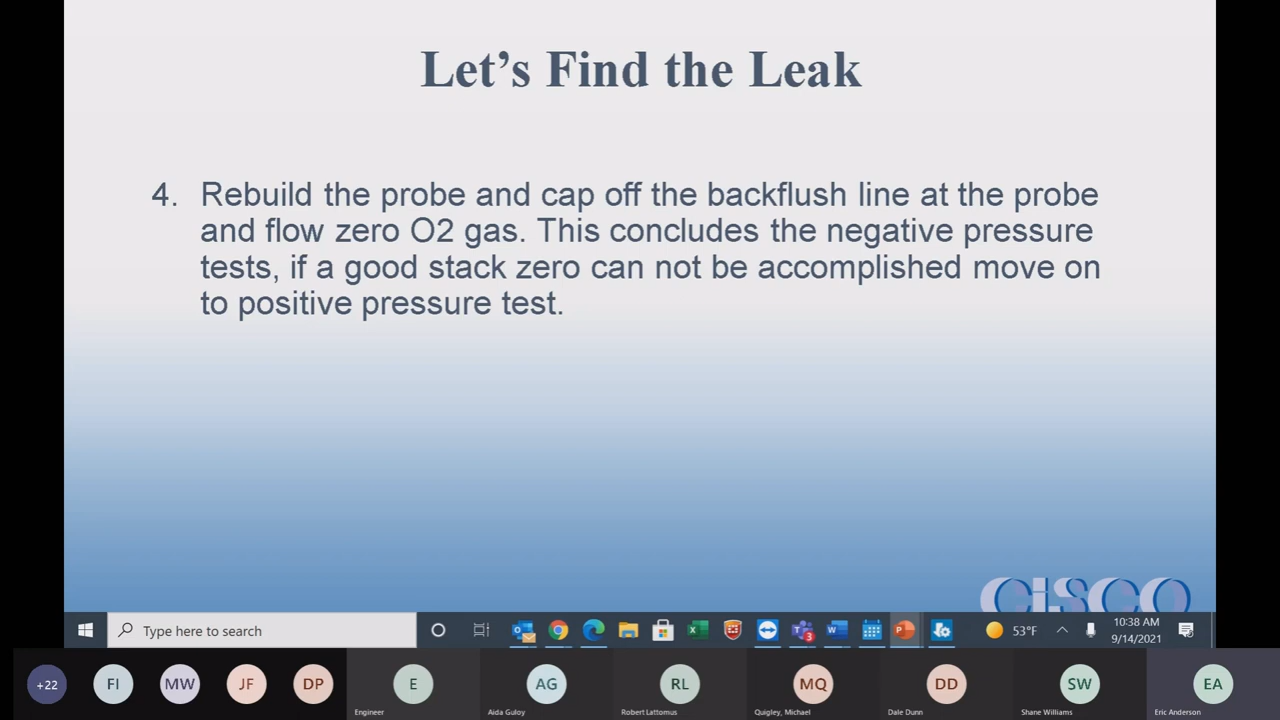 Let's Find the Leak
4. Rebuild the probe and cap off the backflush line at the probe
and flow zero O2 gas. This concludes the negative pressure
tests, if a good stack zero can not be accomplished move on
to positive pressure test.
CiSCO
Type here to search
53°F
10:38 AM
9/14/2021
3
+22
FI
MW
JF
DP
E
AG
RL
MQ
DD
SW
EA
Engineer
Aida Guloy
Robert Lattomus
Quigley, Michael
Dale Dunn
Shane Williams
Eric Anderson